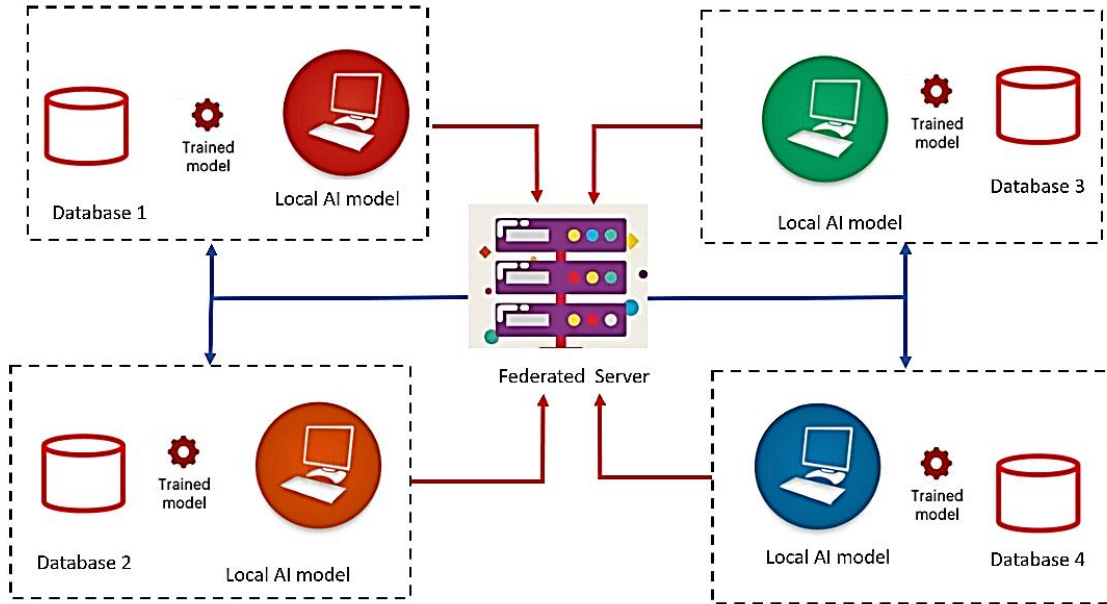 Trained
model
Database 1
Local AI model
Trained
model
Database 3
Local AI model
Federated Server
Trained
model
Database 2
Local AI model
Trained
model
Local AI model
Database 4